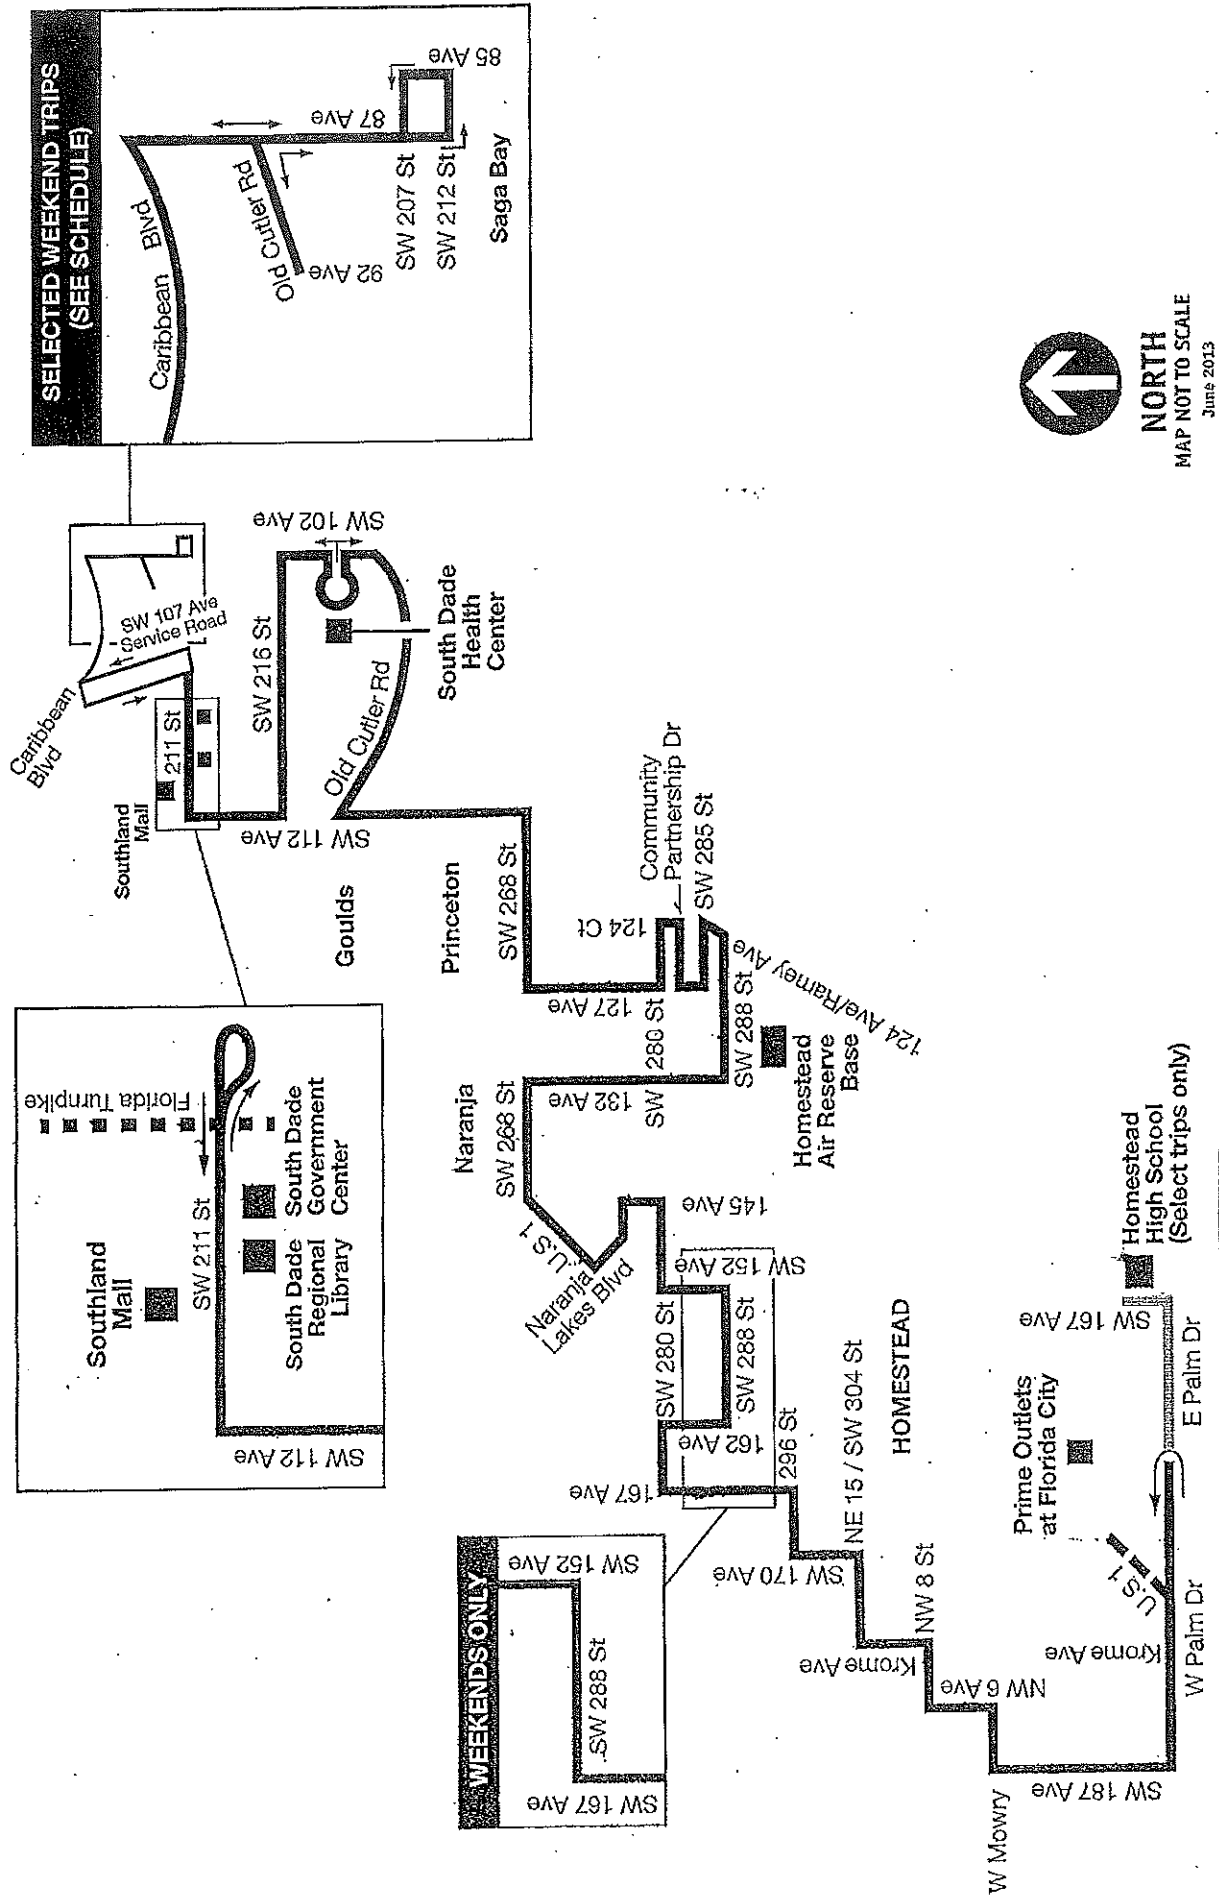 SELECTED WEEKEND TRIPS
(SEE SCHEDULE)
Caribbean Blvd
Old Cutler Rd
92 Ave
87 Ave
85 Ave
SW 207 St
SW 212 St
Saga Bay
Caribbean
Blvd
SW 107 Ave
Service Road
Southland
Mall
211 St
SW 216 St
SW 102 Ave
South Dade
Health
Center
Old Cutler Rd
SW 112 Ave
Goulds
Princeton
Southland
Mall
SW 211 St
Florida Turnpike
South Dade
Regional
Library
South Dade
Government
Center
SW 112 Ave
SW 268 St
127 Ave
124 Ct
Community
Partnership Dr
SW 285 St
SW 280 St
SW 288 St
124 Ave/Ramey Ave
Homestead
Air Reserve
Base
132 Ave
Naranja
SW 268 St
U.S 1
Naranja
Lakes Blvd
145 Ave
SW 152 Ave
SW 280 St
SW 288 St
162 Ave
167 Ave
296 St
WEEKENDS ONLY
SW 152 Ave
SW 288 St
SW 167 Ave
SW 170 Ave
NE 15 / SW 304 St
HOMESTEAD
Krome Ave
NW 8 St
NW 6 Ave
W Mowry
SW 187 Ave
W Palm Dr
Krome Ave
U.S 1
Prime Outlets
at Florida City
E Palm Dr
SW 167 Ave
Homestead
High School
(Select trips only)
NORTH
MAP NOT TO SCALE
June 2013